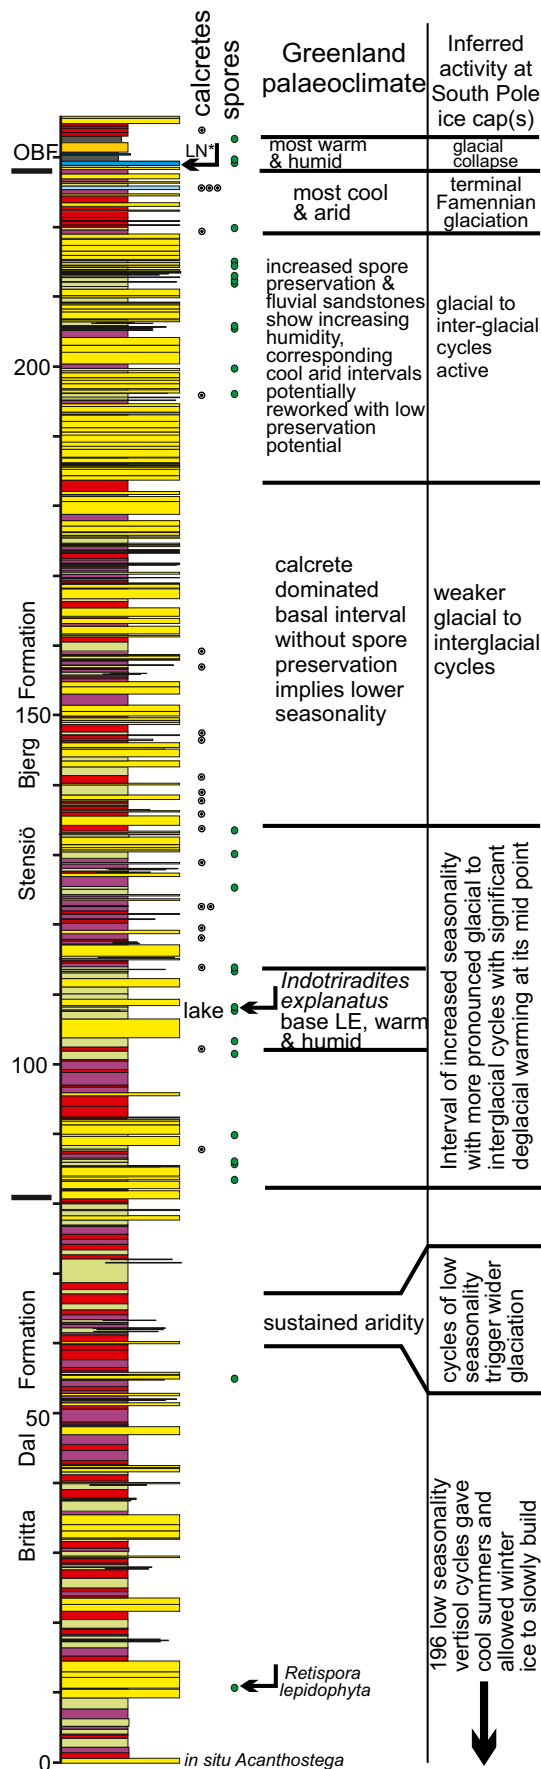 calcretes
spores
Greenland
palaeoclimate
Inferred
activity at
South Pole
ice cap(s)
OBF
LN*
most warm
& humid
glacial
collapse
most cool
& arid
terminal
Famennian
glaciation
increased spore
preservation &
fluvial sandstones
show increasing
humidity,
corresponding
cool arid intervals
potentially
reworked with low
preservation
potential
glacial to
inter-glacial
cycles
active
200
calcrete
dominated
basal interval
without spore
preservation
implies lower
seasonality
weaker
glacial to
interglacial
cycles
150
Stensiö Bjerg Formation
Interval of increased seasonality
with more pronounced glacial to
interglacial cycles with significant
deglacial warming at its mid point
lake
Indotriradites
explanatus
base LE, warm
& humid
100
sustained aridity
cycles of low
seasonality
trigger wider
glaciation
50
Britta Dal Formation
196 low seasonality
vertisol cycles gave
cool summers and
allowed winter
ice to slowly build
Retispora
lepidophyta
0
in situ Acanthostega